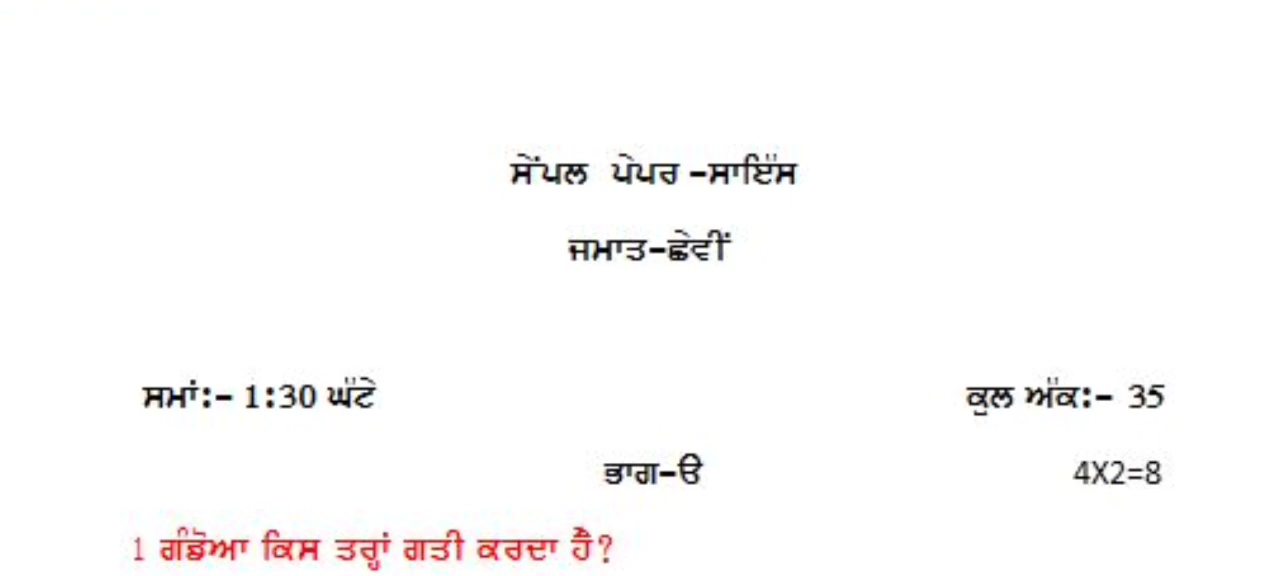 ਸੇਂਪਲ ਪੇਪਰ -ਸਾਇੰਸ
ਜਮਾਤ-ਛੇਵੀਂ
ਸਮਾਂ:- 1:30 ਘੰਟੇ
ਕੁਲ ਅੰਕ:- 35
ਭਾਗ-ੳ
4X2=8
1 ਗੰਡੋਆ ਕਿਸ ਤਰ੍ਹਾਂ ਗਤੀ ਕਰਦਾ ਹੈ?